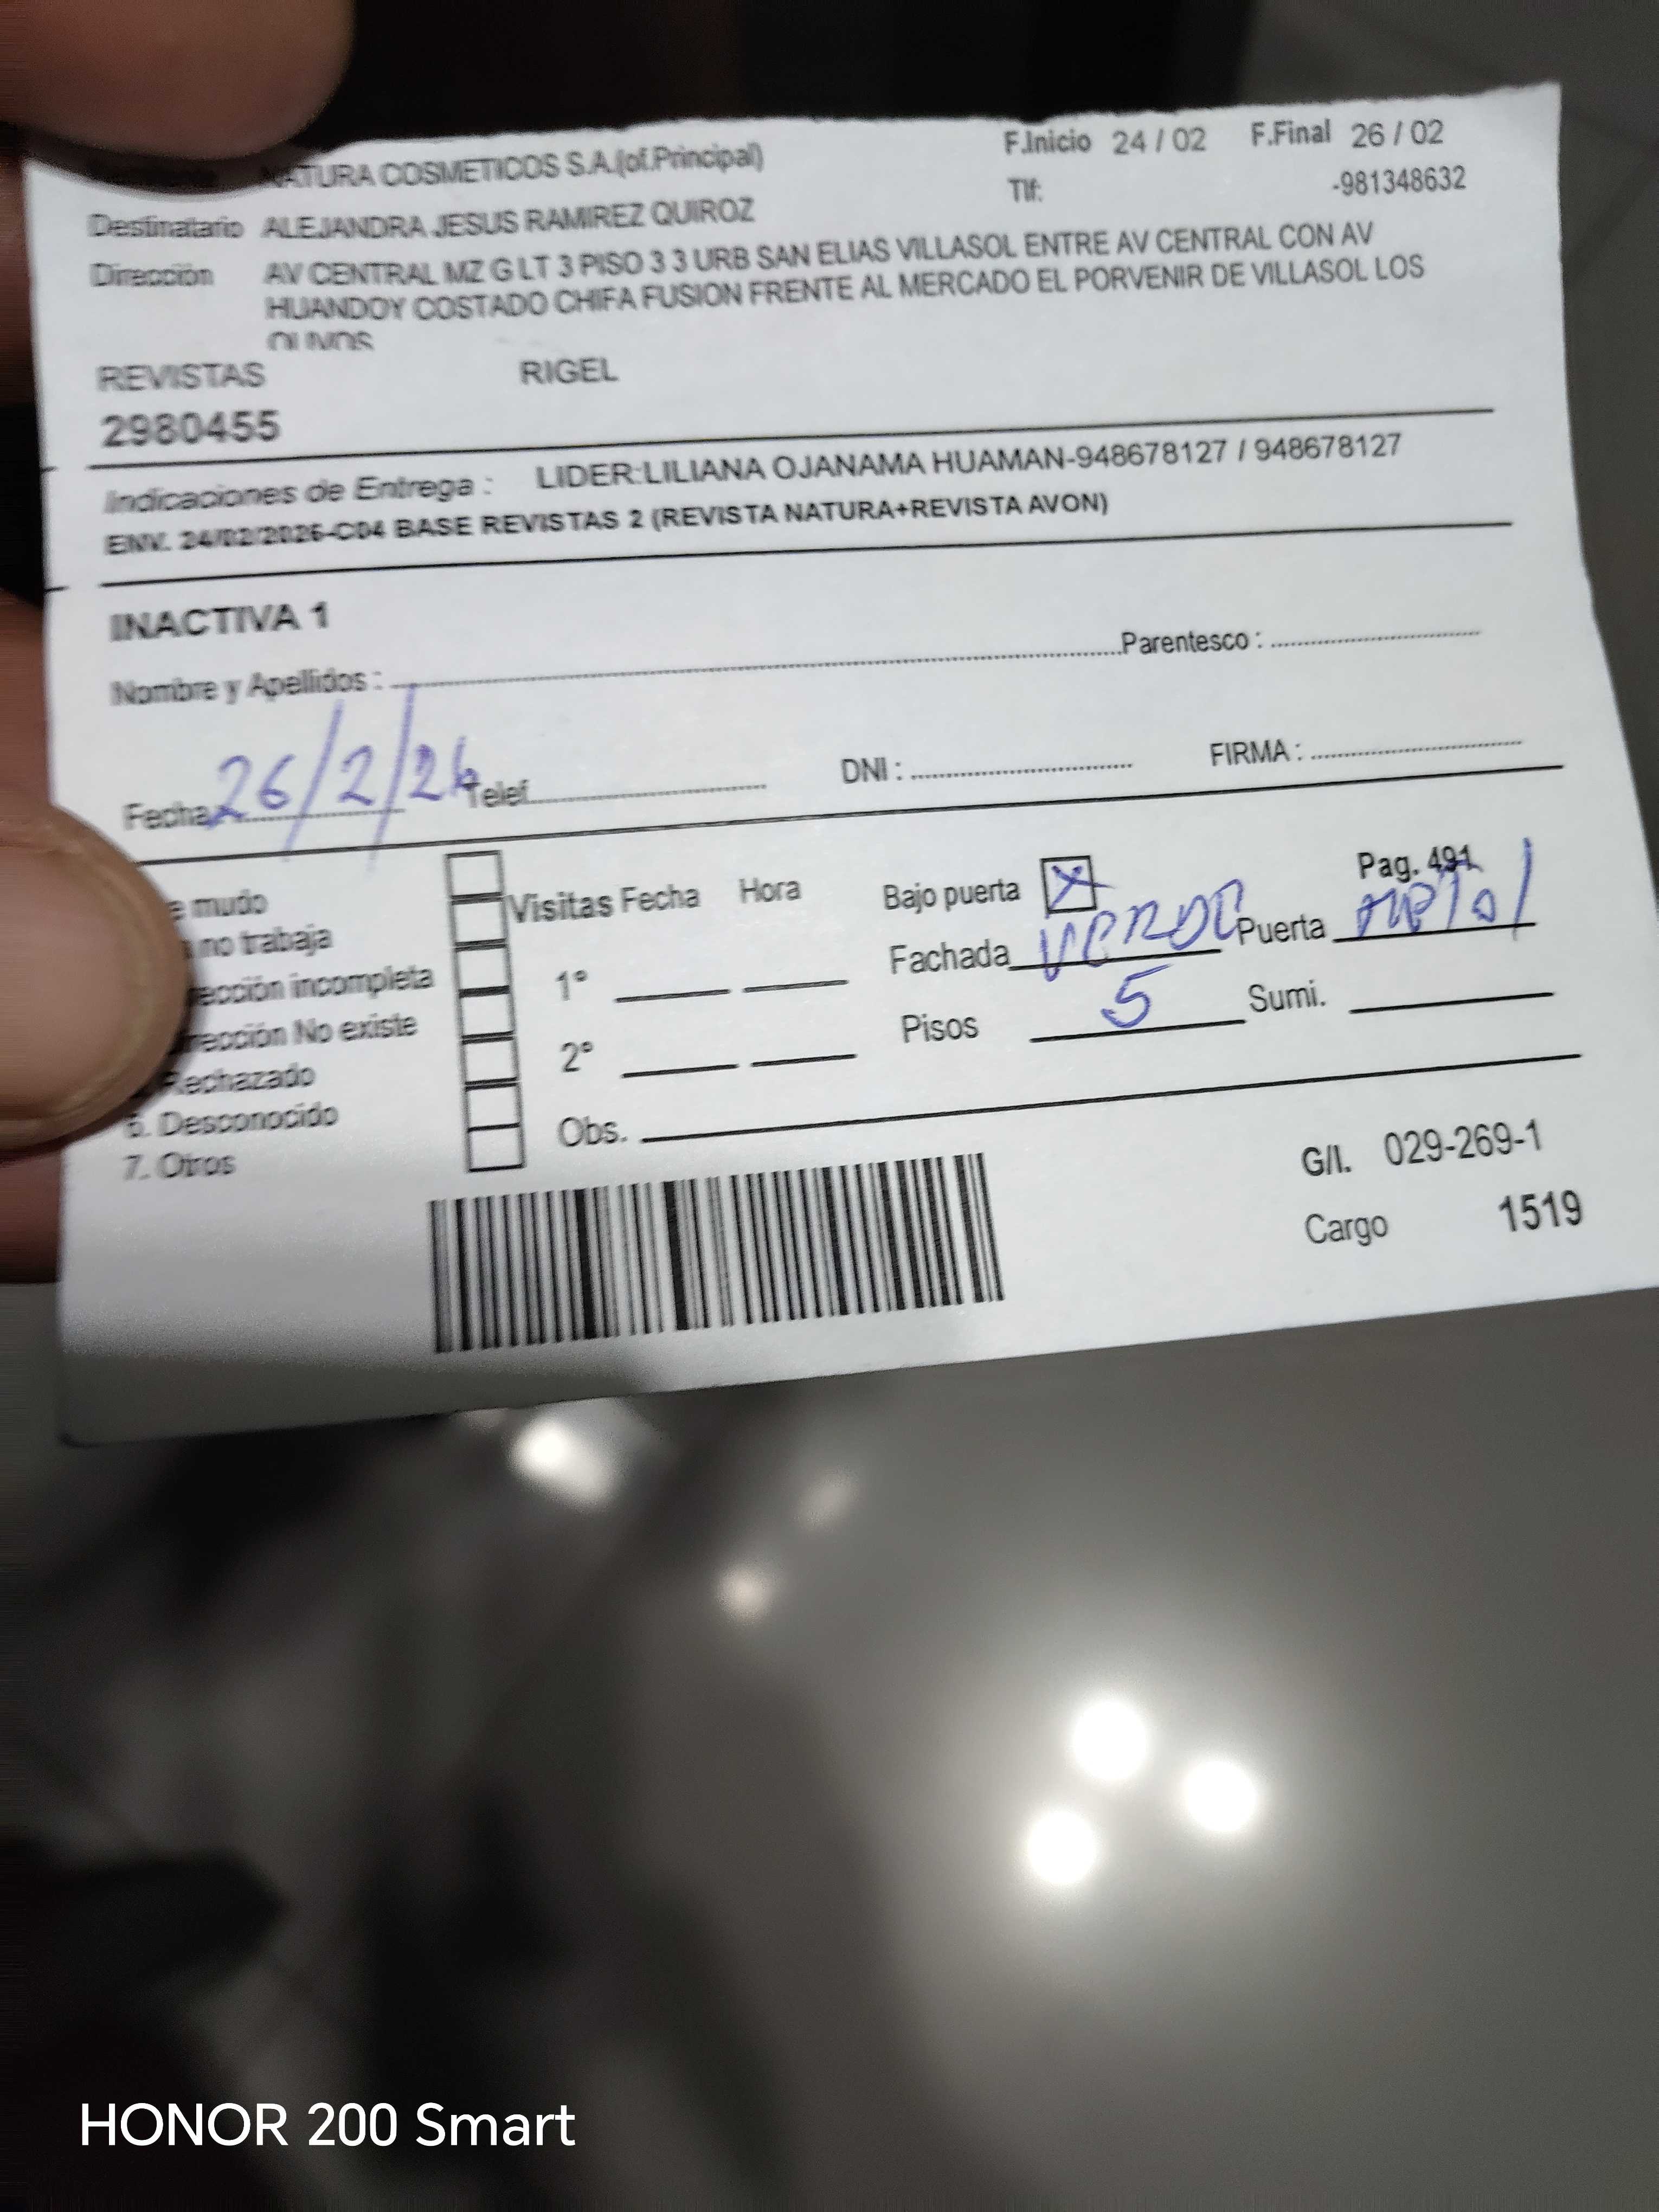 NATURA COSMETICOS S.A.(of.Principal) F.Inicio 24 / 02 F.Final 26 / 02
Tlf: -981348632
Destinatario ALEJANDRA JESUS RAMIREZ QUIROZ
Dirección AV CENTRAL MZ G LT 3 PISO 3 3 URB SAN ELIAS VILLASOL ENTRE AV CENTRAL CON AV
HUANDOY COSTADO CHIFA FUSION FRENTE AL MERCADO EL PORVENIR DE VILLASOL LOS
OLIVOS
REVISTAS RIGEL
2980455
Indicaciones de Entrega : LIDER:LILIANA OJANAMA HUAMAN-948678127 / 948678127
ENV. 24/02/2026-C04 BASE REVISTAS 2 (REVISTA NATURA+REVISTA AVON)
INACTIVA 1
Nombre y Apellidos : Parentesco :
Fecha 26/2/26 Telef. DNI : FIRMA :
e mudo Visitas Fecha Hora Bajo puerta X Pag. 491
no trabaja Fachada VERDE Puerta metal
ección incompleta 1° Pisos 5 Sumi.
rección No existe 2°
Rechazado
6. Desconocido Obs.
7. Otros
G/I. 029-269-1
Cargo 1519
HONOR 200 Smart